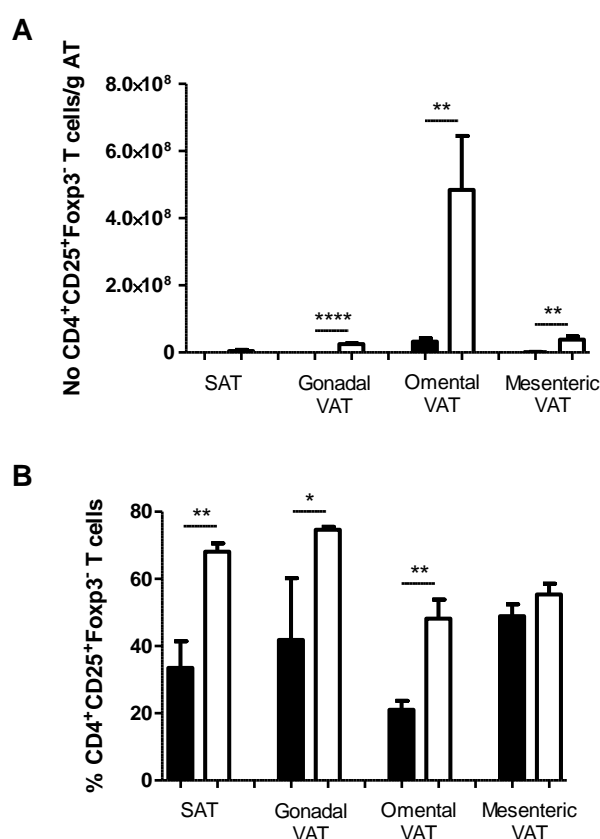 A
No CD4⁺CD25⁺Foxp3⁻ T cells/g AT
8.0×10⁸
6.0×10⁸
4.0×10⁸
2.0×10⁸
0
**
****
**
SAT
Gonadal VAT
Omental VAT
Mesenteric VAT
B
% CD4⁺CD25⁺Foxp3⁻ T cells
80
60
40
20
0
**
*
**
SAT
Gonadal VAT
Omental VAT
Mesenteric VAT